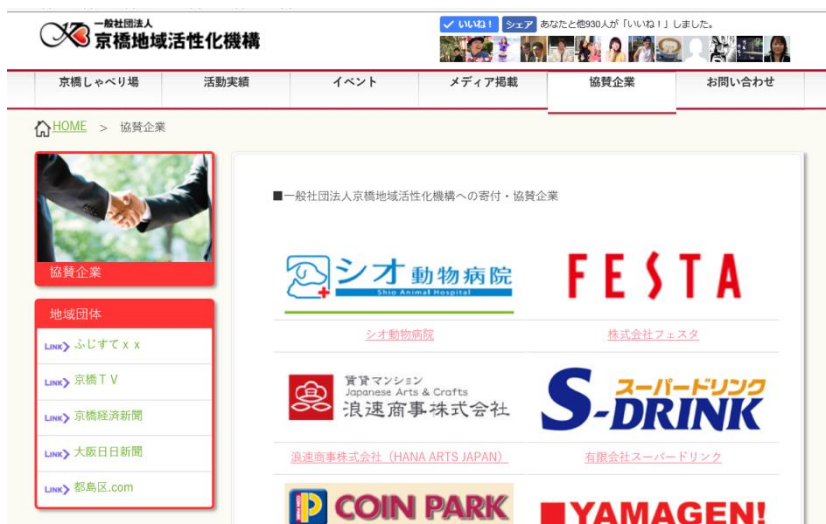 一般社団法人
京橋地域活性化機構
いいね！ シェア あなたと他930人が「いいね！」しました。
京橋しゃべり場 活動実績 イベント メディア掲載 協賛企業 お問い合わせ
HOME > 協賛企業
協賛企業
■一般社団法人京橋地域活性化機構への寄付・協賛企業
シオ動物病院
Shio Animal Hospital
FESTA
シオ動物病院
株式会社フェスタ
賃貸マンション
Japanese Arts & Crafts
浪速商事株式会社
スーパードリンク
S-DRINK
浪速商事株式会社（HANA ARTS JAPAN）
有限会社スーパードリンク
P COIN PARK
YAMAGEN!
地域団体
LINK ふじすてｘｘ
LINK 京橋ＴＶ
LINK 京橋経済新聞
LINK 大阪日日新聞
LINK 都島区.com